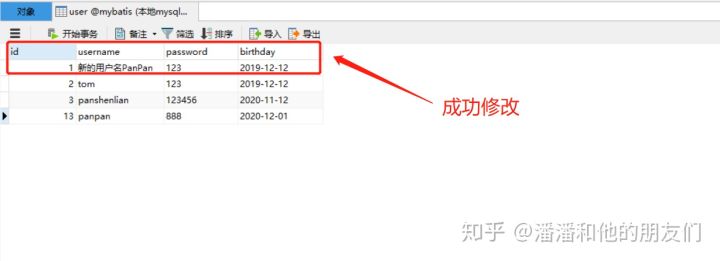 对象 user @mybatis (本地mysql...
开始事务 备注 筛选 排序 导入 导出
id username password birthday
1 新的用户名PanPan 123 2019-12-12
2 tom 123 2019-12-12
3 panshenlian 123456 2020-11-12
13 panpan 888 2020-12-01
成功修改
知乎 @潘潘和他的朋友们